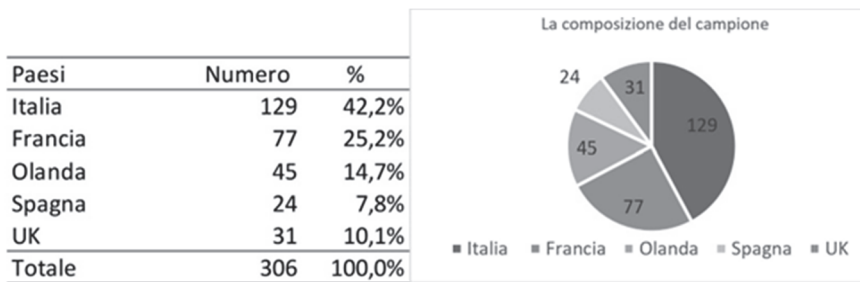 Paesi Numero %
Italia 129 42,2%
Francia 77 25,2%
Olanda 45 14,7%
Spagna 24 7,8%
UK 31 10,1%
Totale 306 100,0%
La composizione del campione
24
31
129
45
77
Italia Francia Olanda Spagna UK